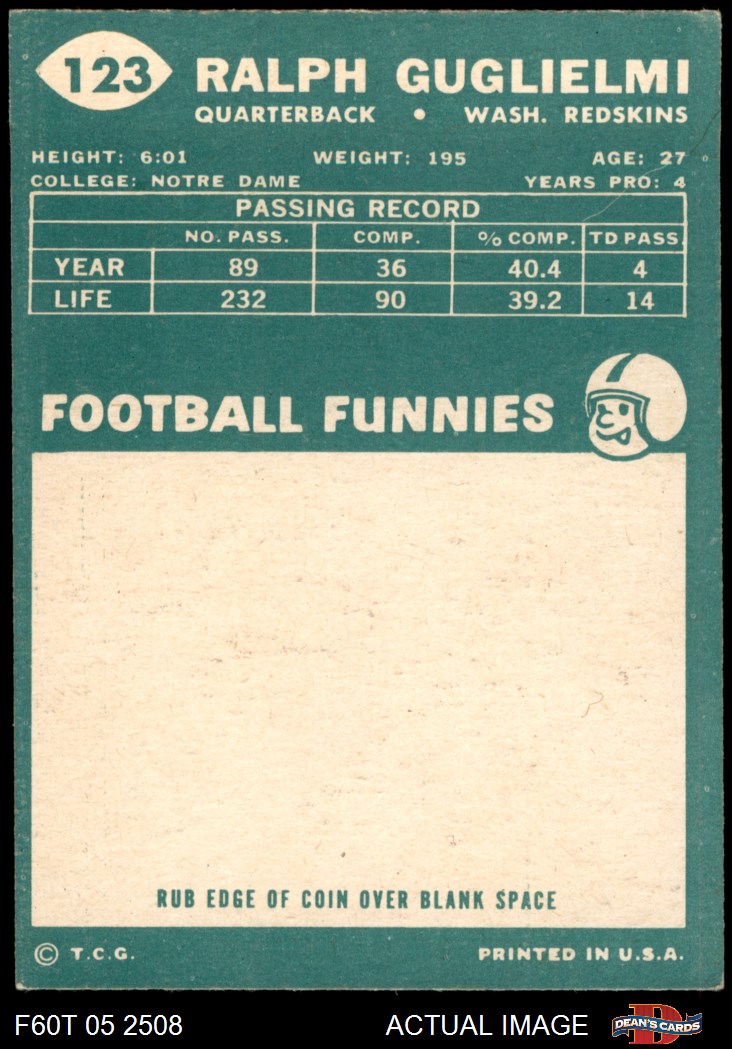 123 RALPH GUGLIELMI
QUARTERBACK • WASH. REDSKINS
HEIGHT: 6:01 WEIGHT: 195 AGE: 27
COLLEGE: NOTRE DAME YEARS PRO: 4
PASSING RECORD
NO. PASS. COMP. % COMP. TD PASS.
YEAR 89 36 40.4 4
LIFE 232 90 39.2 14
FOOTBALL FUNNIES
RUB EDGE OF COIN OVER BLANK SPACE
© T.C.G. PRINTED IN U.S.A.
F60T 05 2508 ACTUAL IMAGE D DEAN'S CARDS